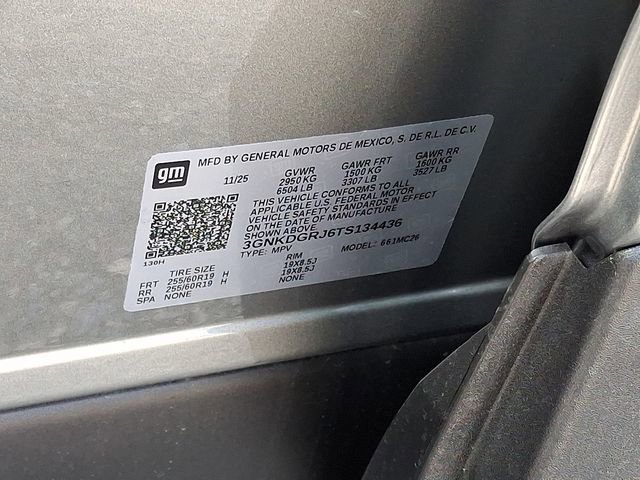 gm
MFD BY GENERAL MOTORS DE MEXICO, S. DE R.L. DE C.V.
11/25 GVWR GAWR FRT GAWR RR
2950 KG 1500 KG 1500 KG
6504 LB 3307 LB 3527 LB
THIS VEHICLE CONFORMS TO ALL
APPLICABLE U.S. FEDERAL MOTOR
VEHICLE SAFETY STANDARDS IN EFFECT
ON THE DATE OF MANUFACTURE
SHOWN ABOVE.
3GNKDGRJ6TS134436
TYPE: MPV MODEL: 661MC26
130H
TIRE SIZE RIM
FRT 255/60R19 H 19X8.5J
RR 255/60R19 H 19X8.5J
SPA NONE NONE